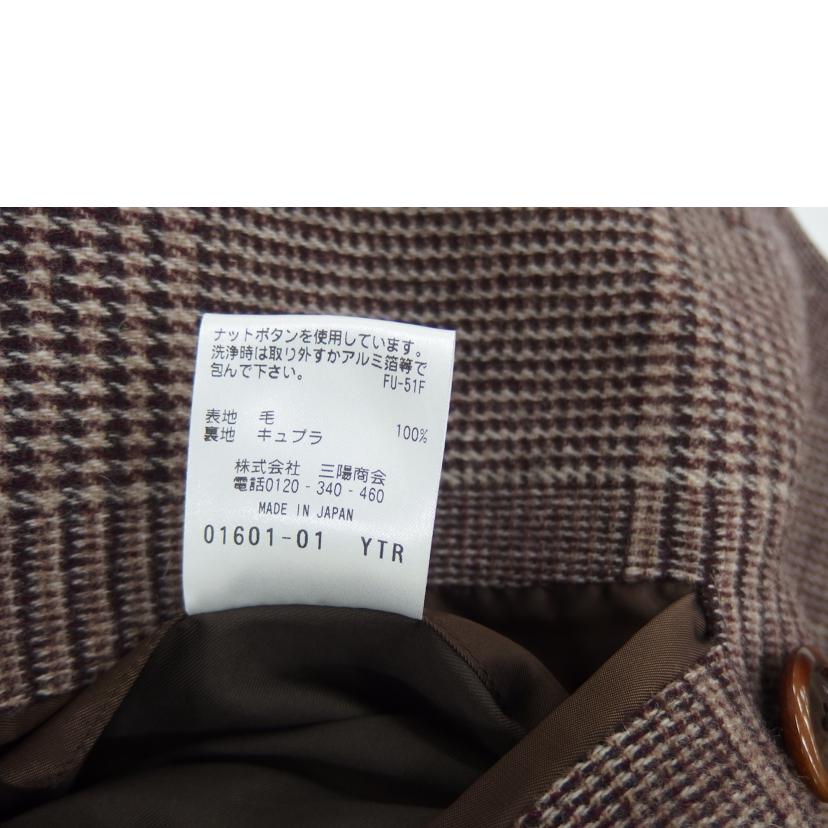 ナットボタンを使用しています。
洗浄時は取り外すかアルミ箔等で
包んで下さい。 FU-51F
表地 毛
裏地 キュプラ 100%
株式会社 三陽商会
電話0120-340-460
MADE IN JAPAN
01601-01 YTR